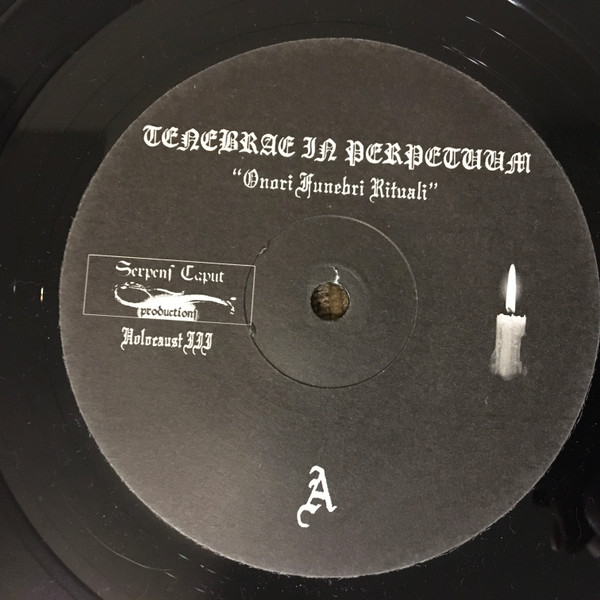 TENEBRAE IN PERPETUUM
“Onori Funebri Rituali”
Serpens Caput
production
Holocaust III
A